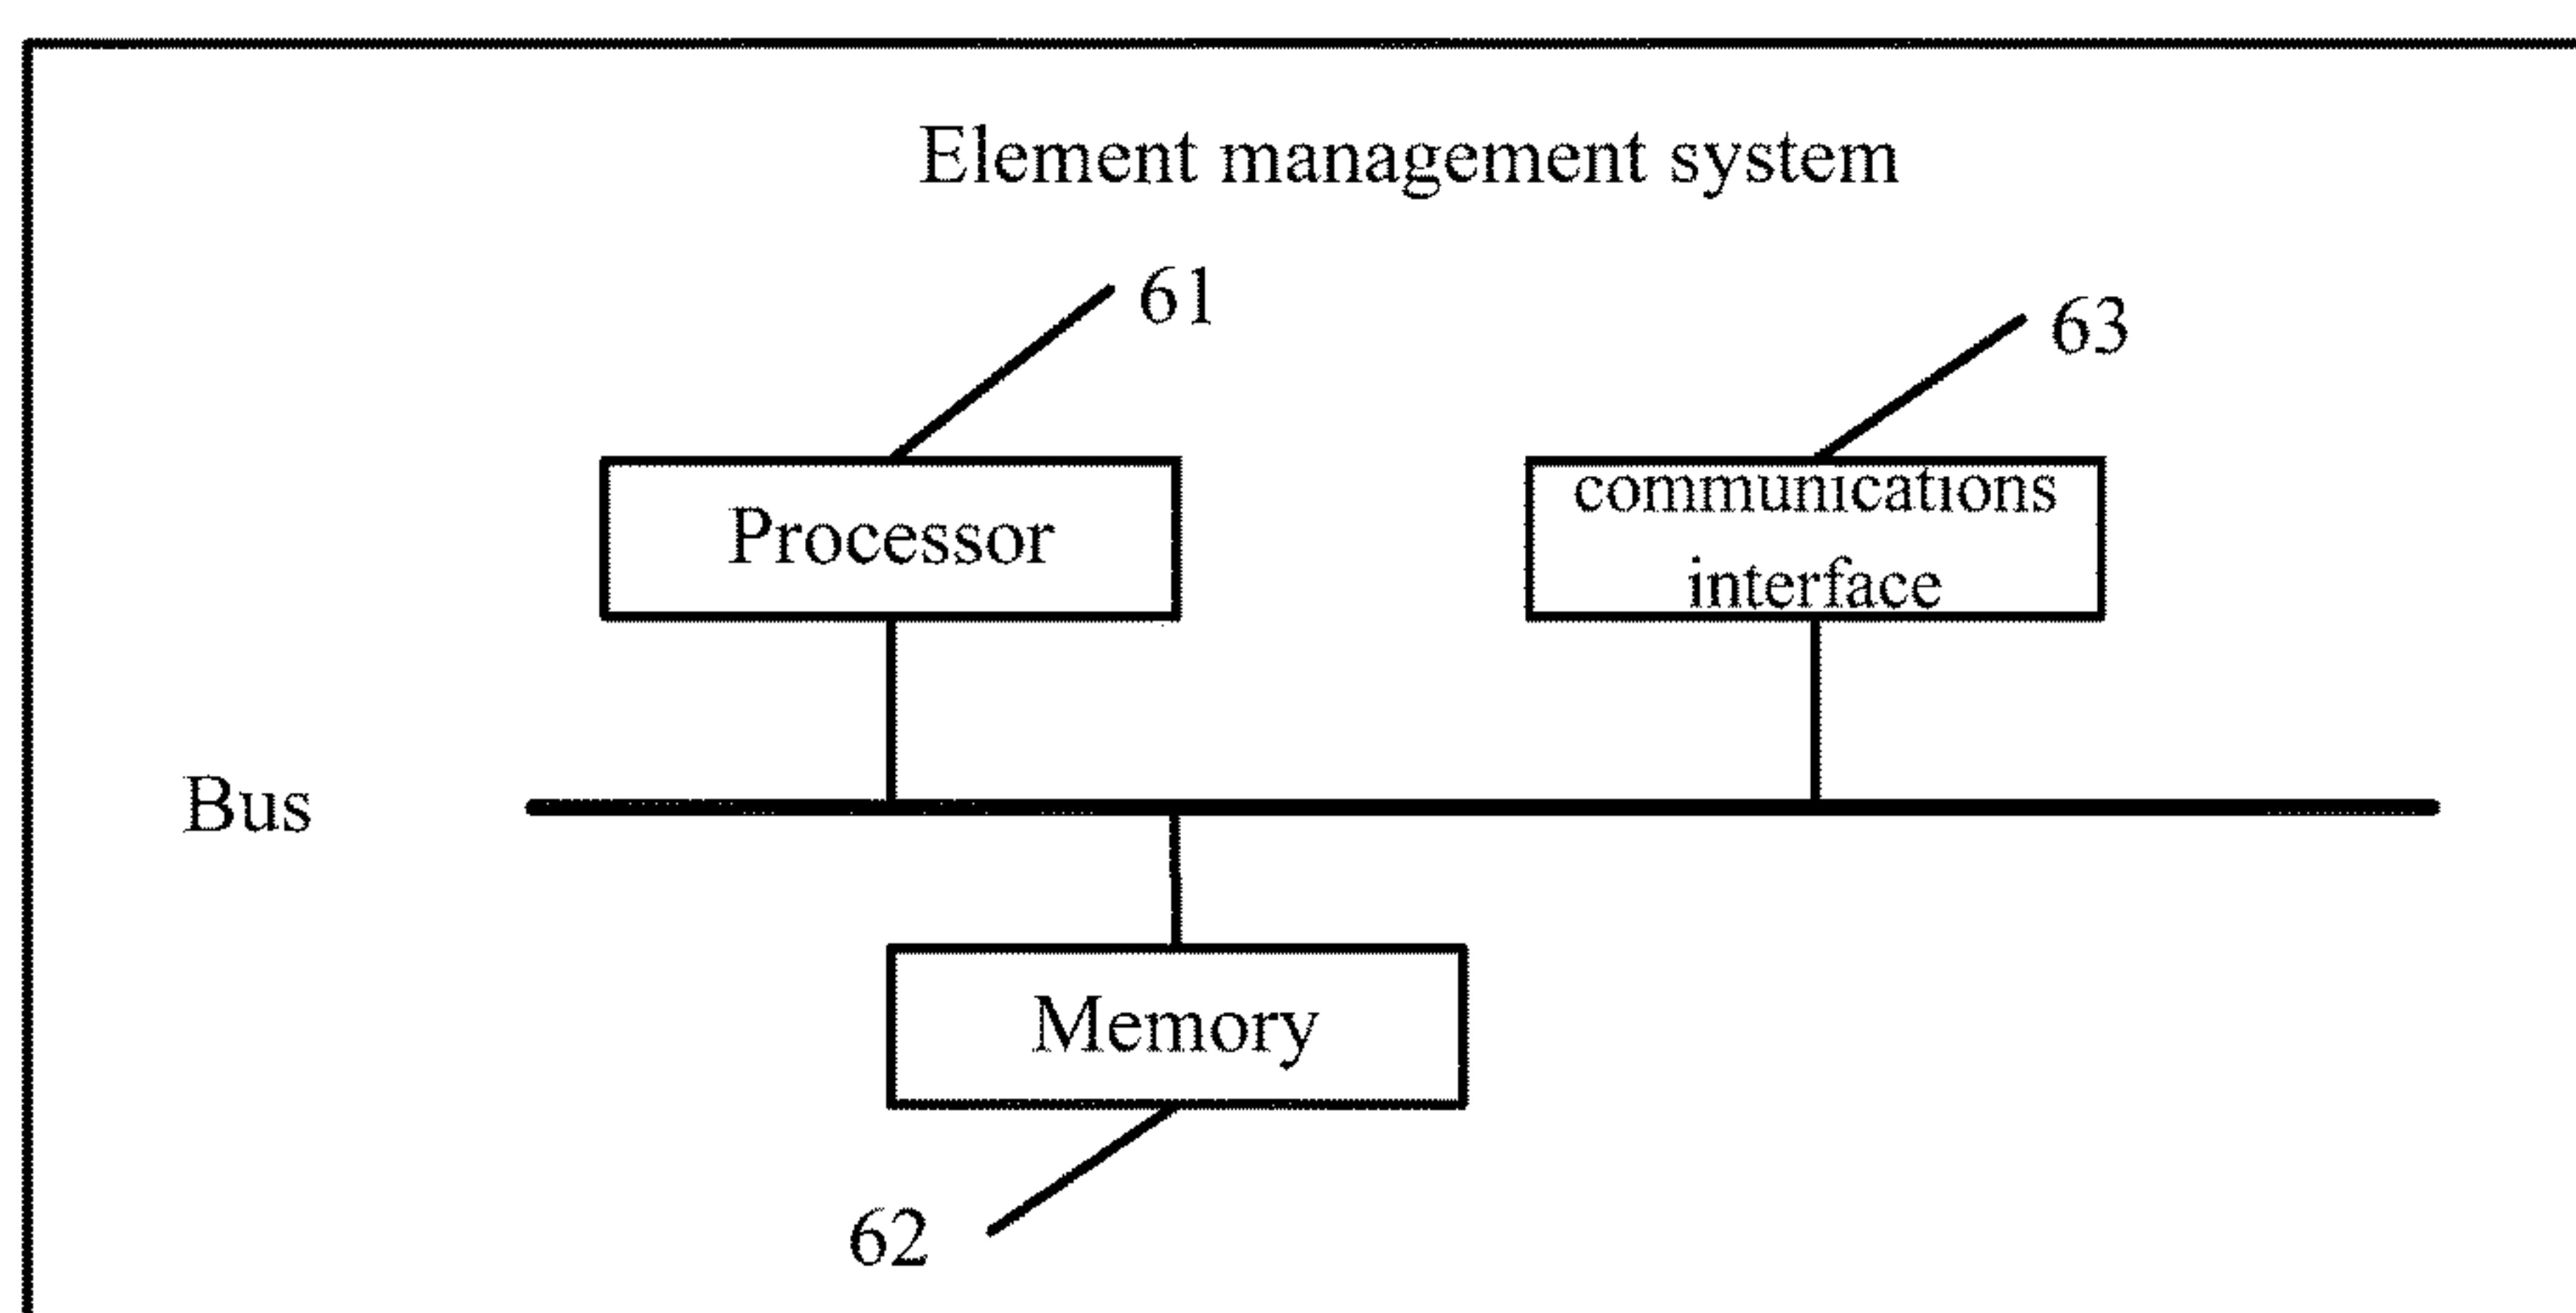 Element management system
61
63
Processor
communications
interface
Bus
Memory
62